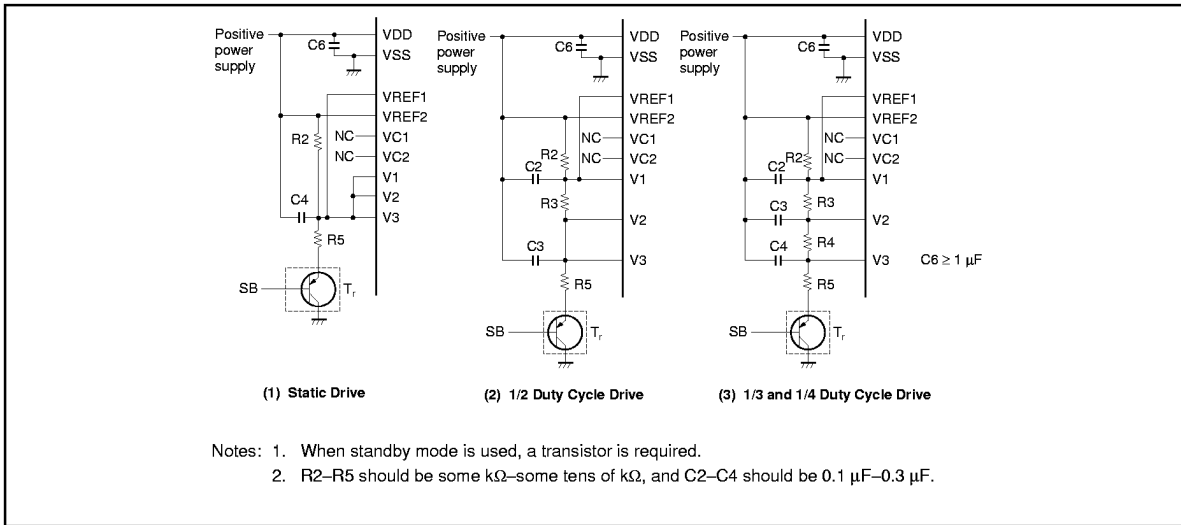 Positive
power
supply
C6
VDD
VSS
VREF1
VREF2
R2
NC
VC1
NC
VC2
V1
V2
C4
V3
R5
SB
Tr
(1) Static Drive
Positive
power
supply
C6
VDD
VSS
VREF1
VREF2
NC
VC1
R2
NC
VC2
C2
V1
R3
V2
C3
V3
R5
SB
Tr
(2) 1/2 Duty Cycle Drive
Positive
power
supply
C6
VDD
VSS
VREF1
VREF2
NC
VC1
R2
NC
VC2
C2
V1
R3
C3
V2
R4
C4
V3
C6 ≥ 1 µF
R5
SB
Tr
(3) 1/3 and 1/4 Duty Cycle Drive
Notes: 1. When standby mode is used, a transistor is required.
2. R2–R5 should be some kΩ–some tens of kΩ, and C2–C4 should be 0.1 µF–0.3 µF.